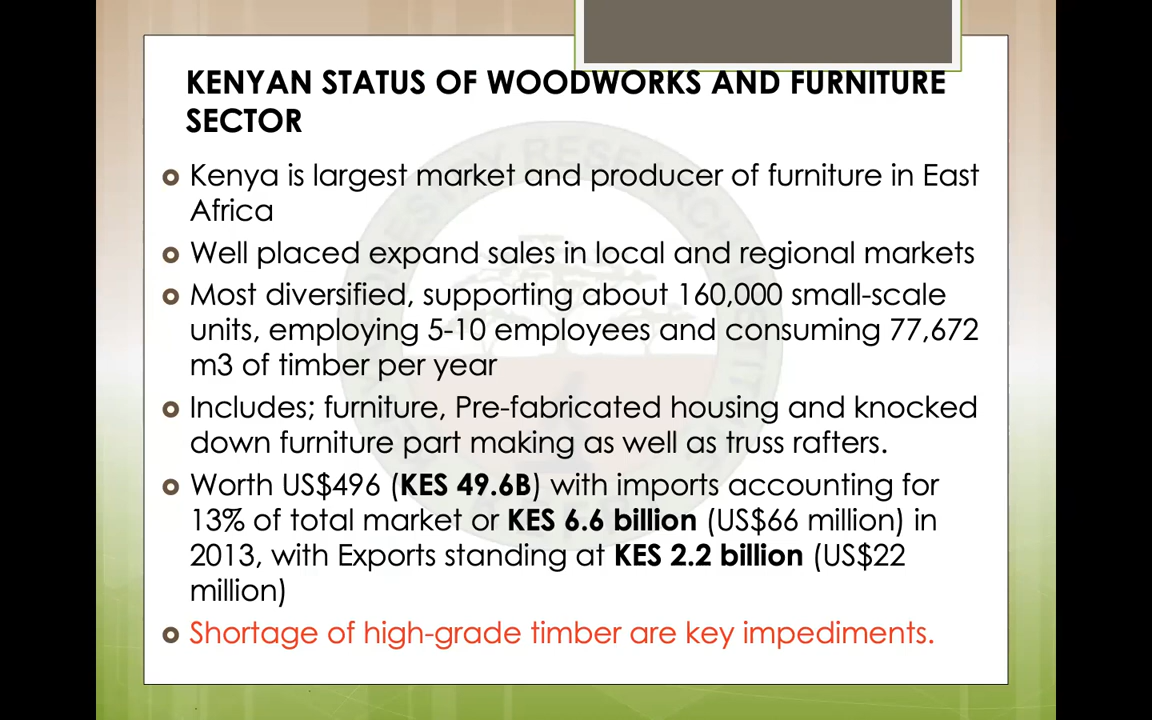 KENYAN STATUS OF WOODWORKS AND FURNITURE
SECTOR
Kenya is largest market and producer of furniture in East
Africa
Well placed expand sales in local and regional markets
Most diversified, supporting about 160,000 small-scale
units, employing 5-10 employees and consuming 77,672
m3 of timber per year
Includes; furniture, Pre-fabricated housing and knocked
down furniture part making as well as truss rafters.
Worth US$496 (KES 49.6B) with imports accounting for
13% of total market or KES 6.6 billion (US$66 million) in
2013, with Exports standing at KES 2.2 billion (US$22
million)
Shortage of high-grade timber are key impediments.